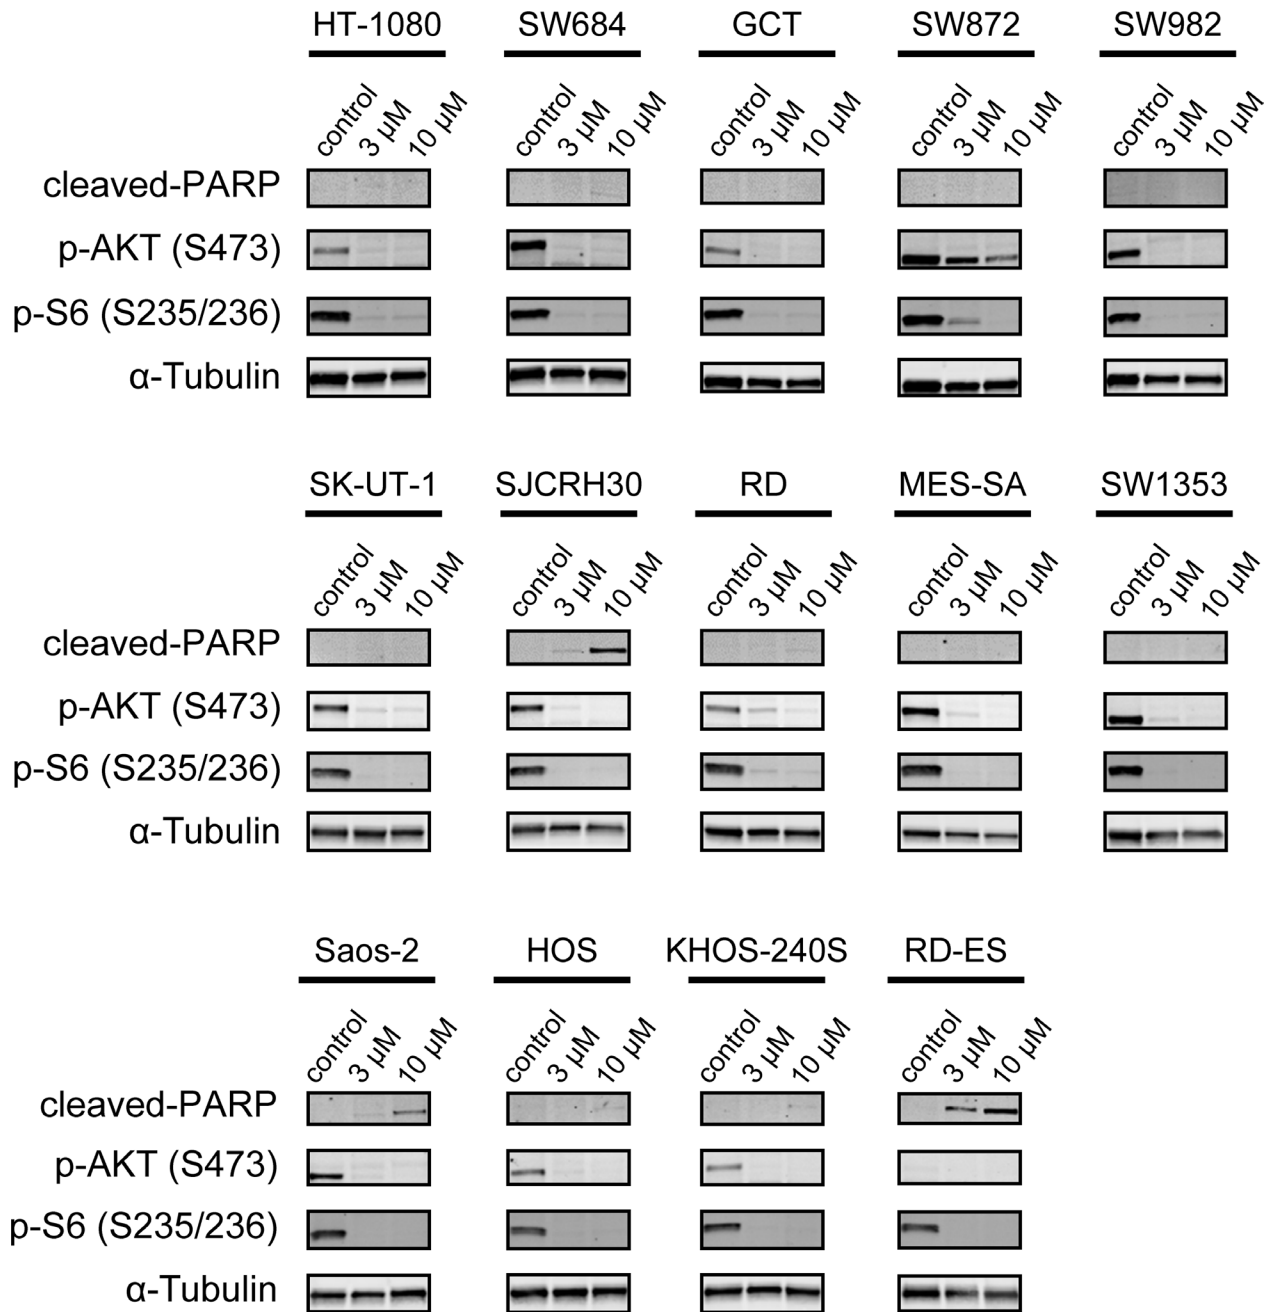 HT-1080 SW684 GCT SW872 SW982
control 3 μM 10 μM control 3 μM 10 μM control 3 μM 10 μM control 3 μM 10 μM control 3 μM 10 μM
cleaved-PARP
p-AKT (S473)
p-S6 (S235/236)
α-Tubulin
SK-UT-1 SJCRH30 RD MES-SA SW1353
control 3 μM 10 μM control 3 μM 10 μM control 3 μM 10 μM control 3 μM 10 μM control 3 μM 10 μM
cleaved-PARP
p-AKT (S473)
p-S6 (S235/236)
α-Tubulin
Saos-2 HOS KHOS-240S RD-ES
control 3 μM 10 μM control 3 μM 10 μM control 3 μM 10 μM control 3 μM 10 μM
cleaved-PARP
p-AKT (S473)
p-S6 (S235/236)
α-Tubulin